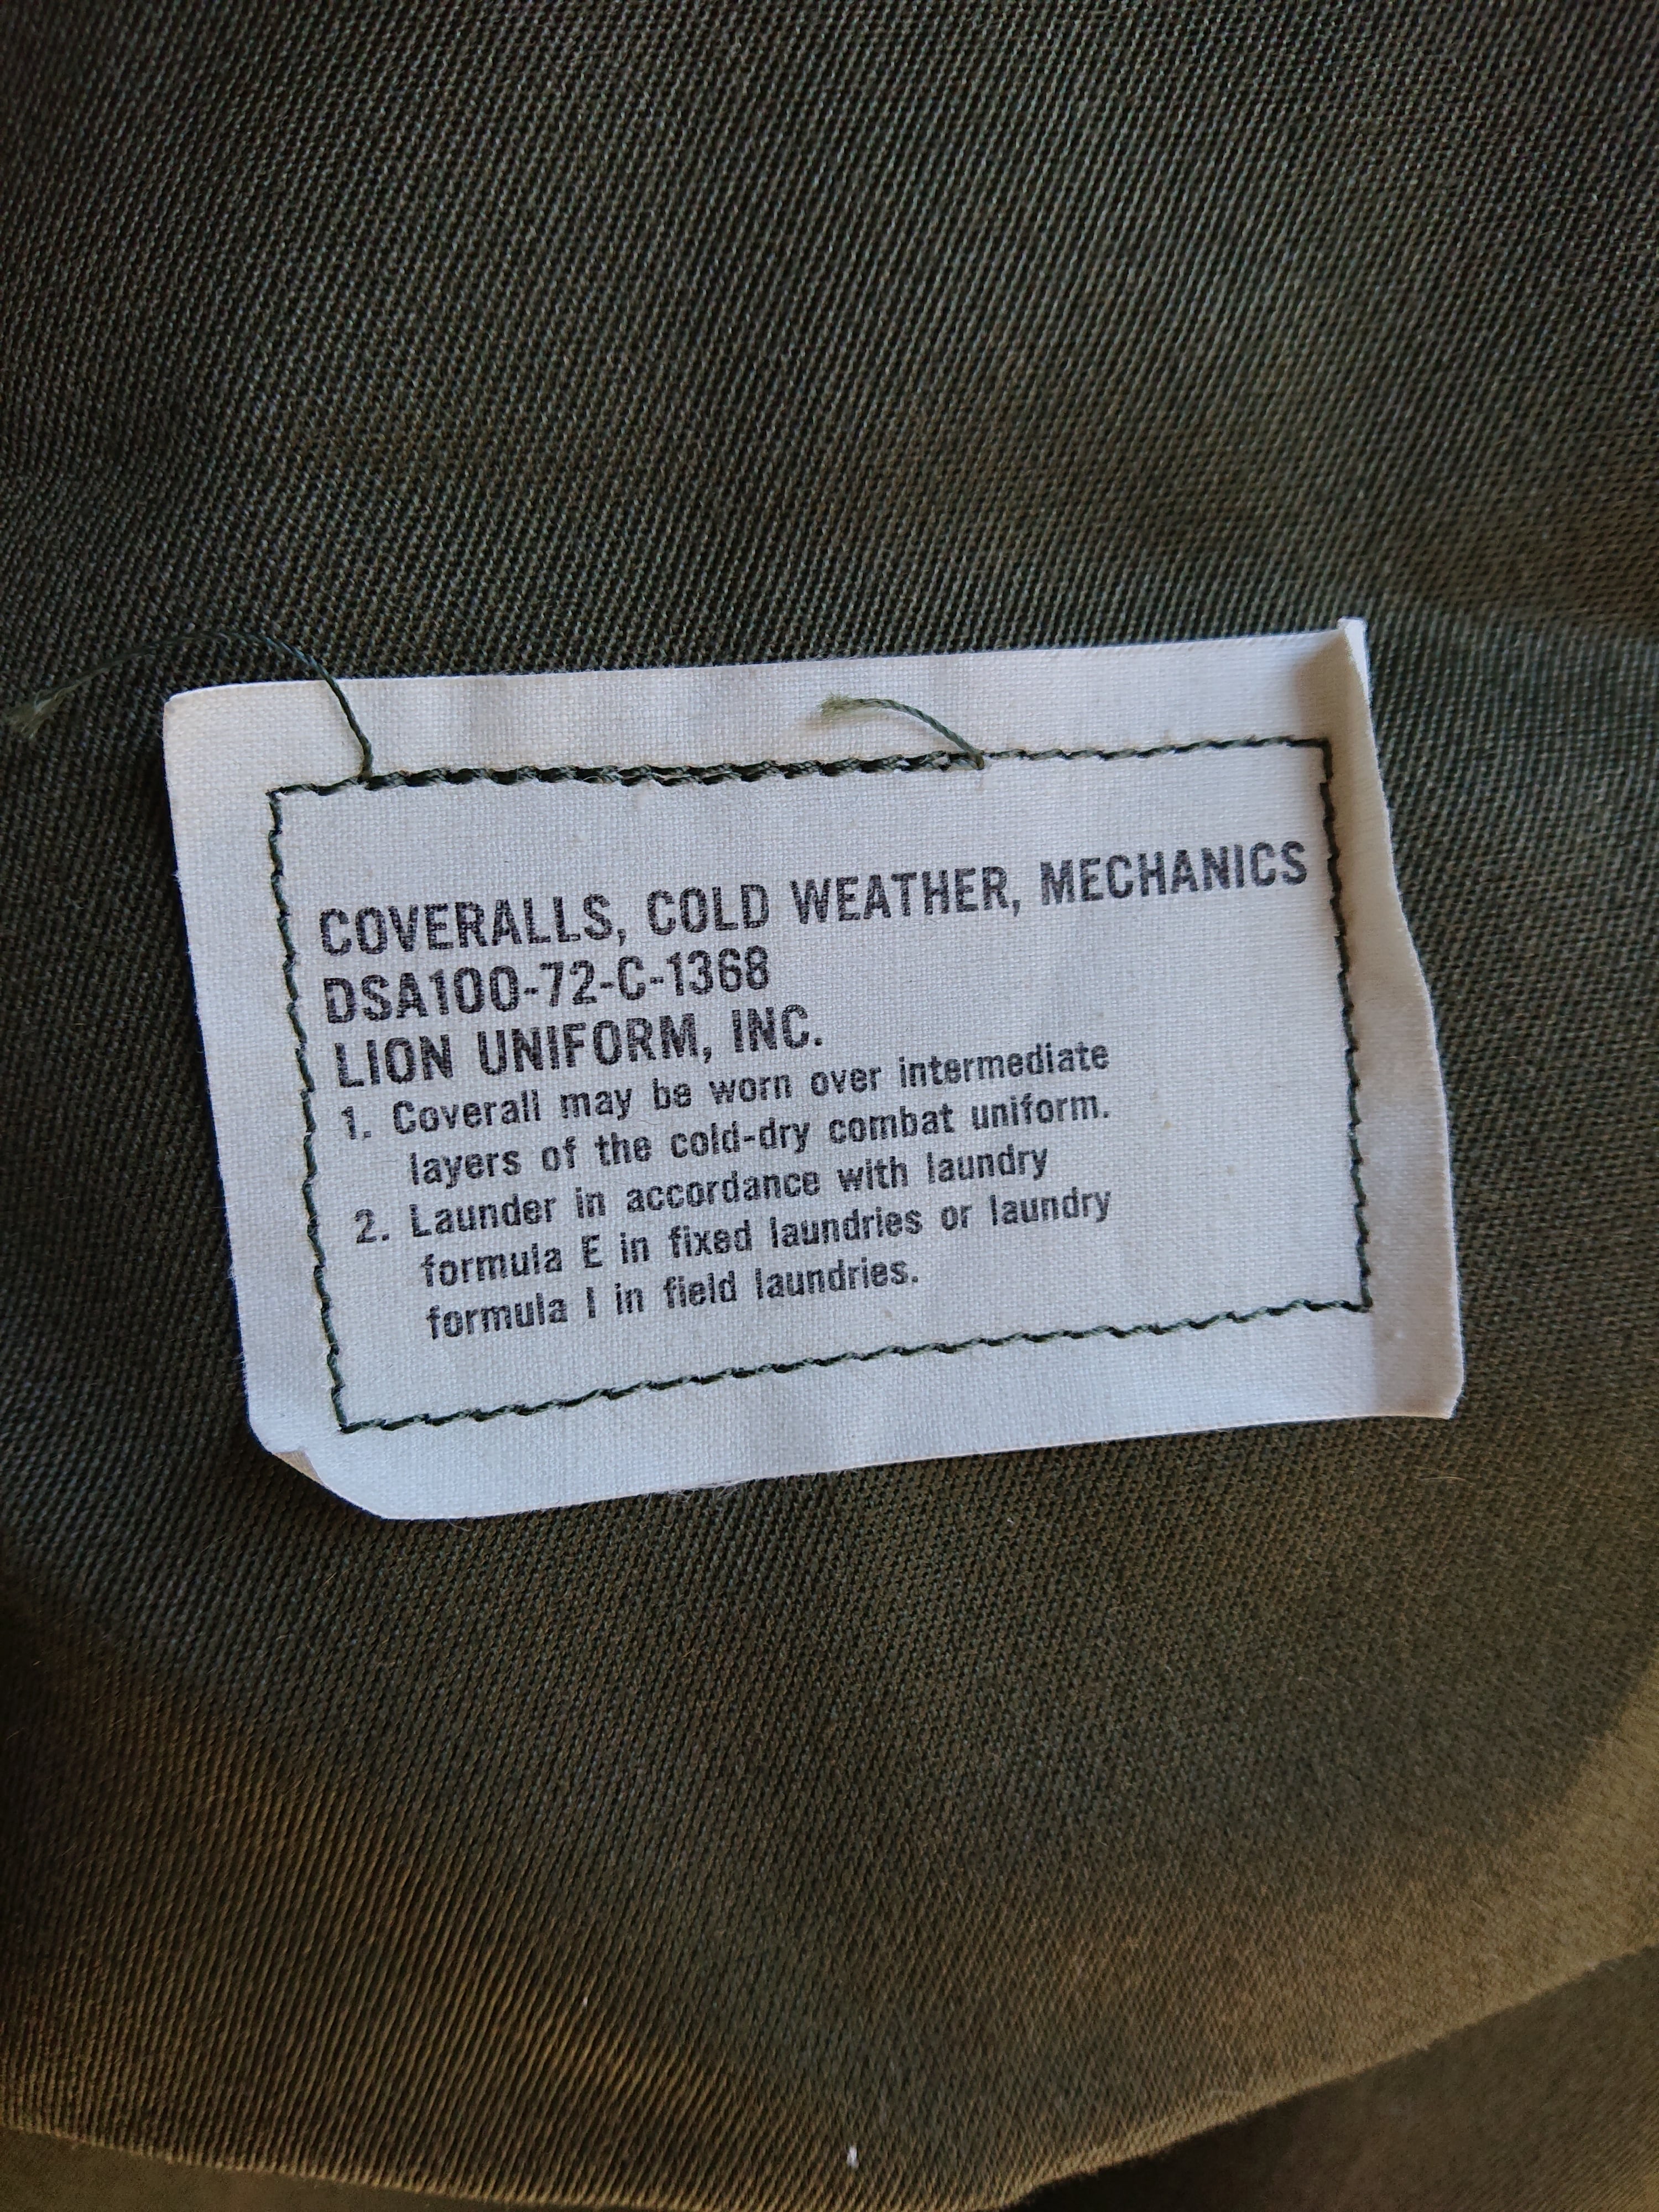 COVERALLS, COLD WEATHER, MECHANICS
DSA100-72-C-1368
LION UNIFORM, INC.
1. Coverall may be worn over intermediate
layers of the cold-dry combat uniform.
2. Launder in accordance with laundry
formula E in fixed laundries or laundry
formula I in field laundries.